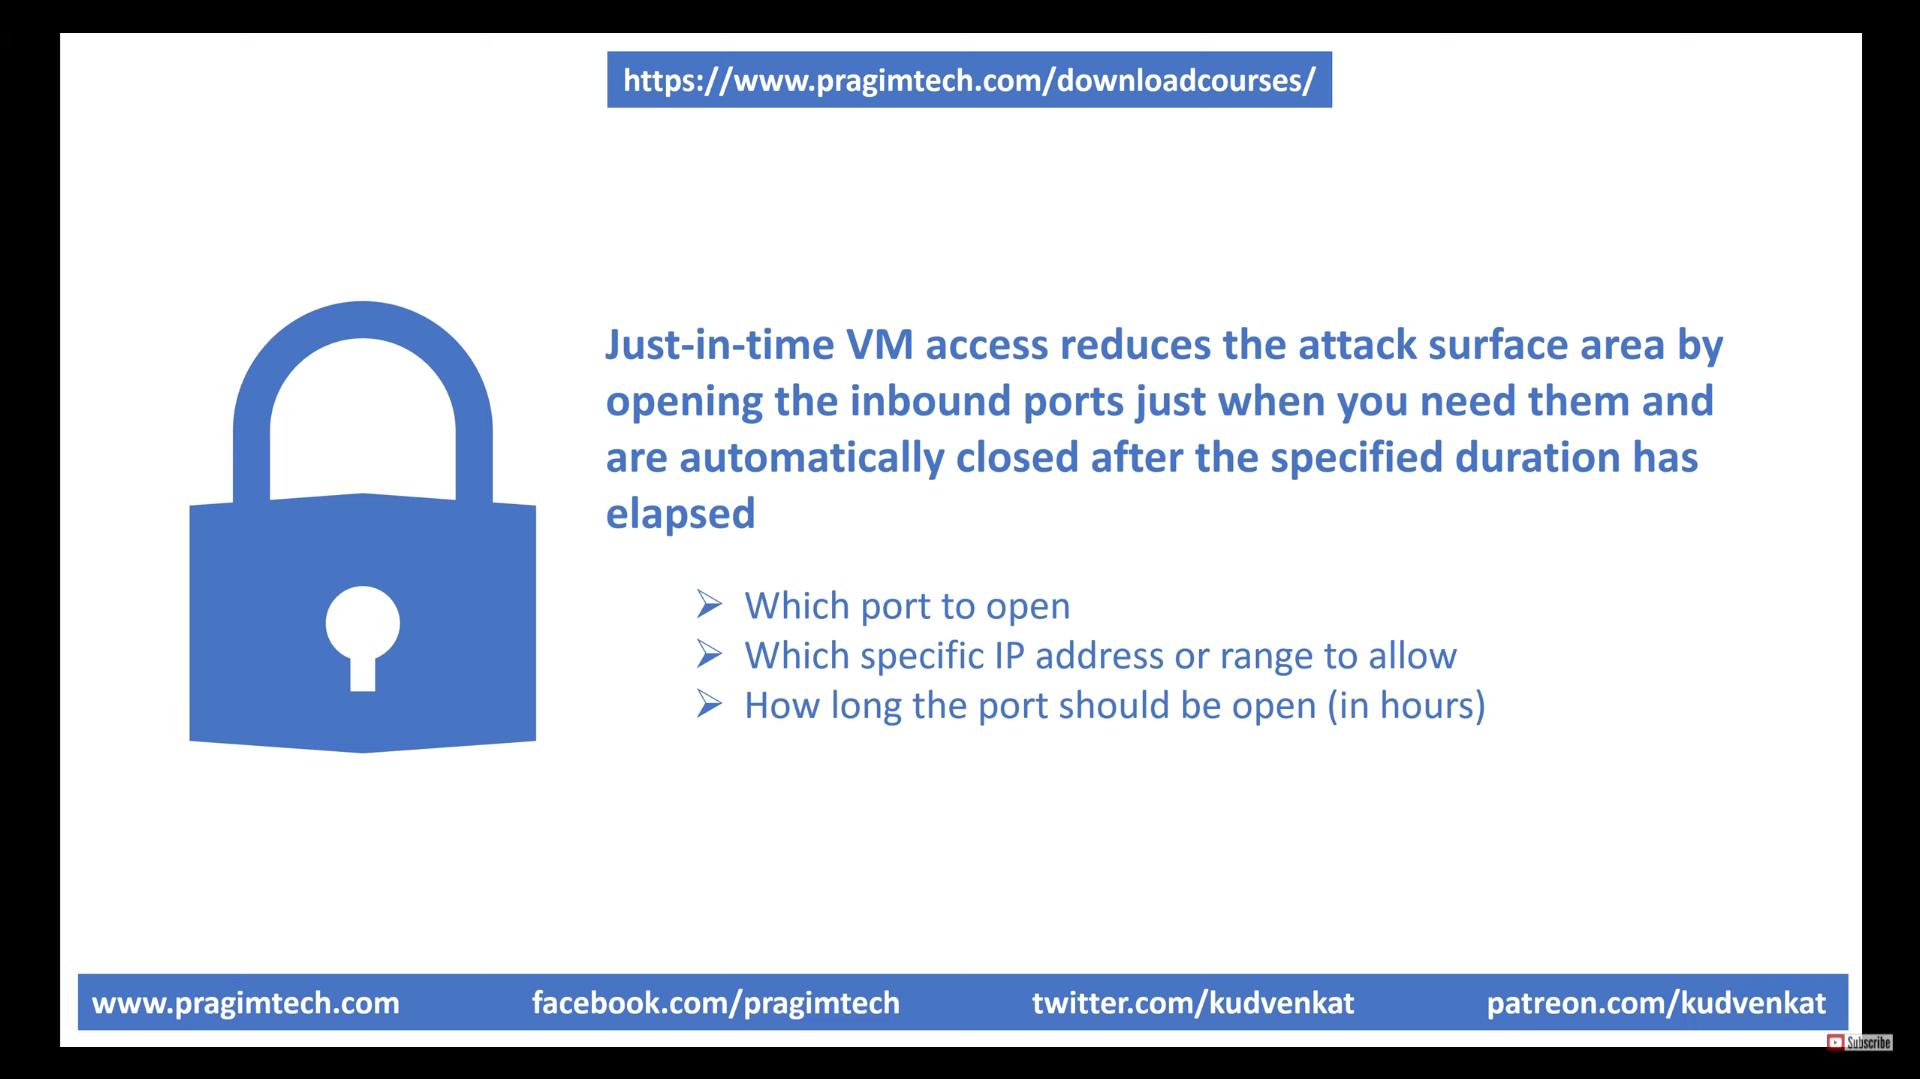 https://www.pragimtech.com/downloadcourses/
Just-in-time VM access reduces the attack surface area by
opening the inbound ports just when you need them and
are automatically closed after the specified duration has
elapsed
➢ Which port to open
➢ Which specific IP address or range to allow
➢ How long the port should be open (in hours)
www.pragimtech.com facebook.com/pragimtech twitter.com/kudvenkat patreon.com/kudvenkat
Subscribe